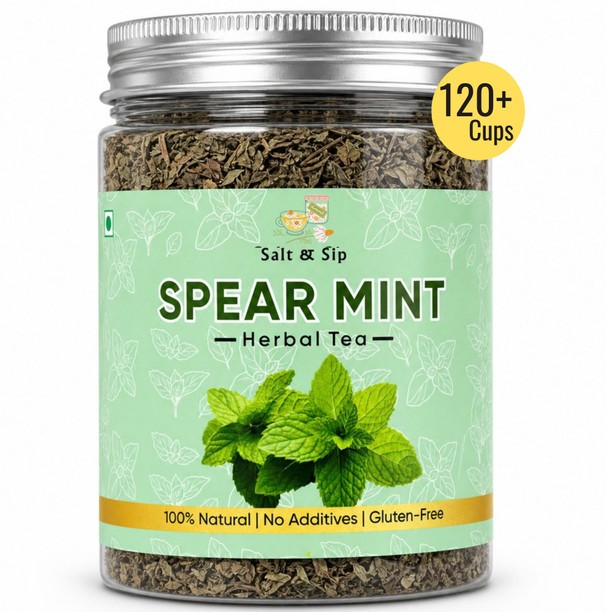 120+
Cups
Salt & Sip
SPEAR MINT
Herbal Tea
100% Natural | No Additives | Gluten-Free